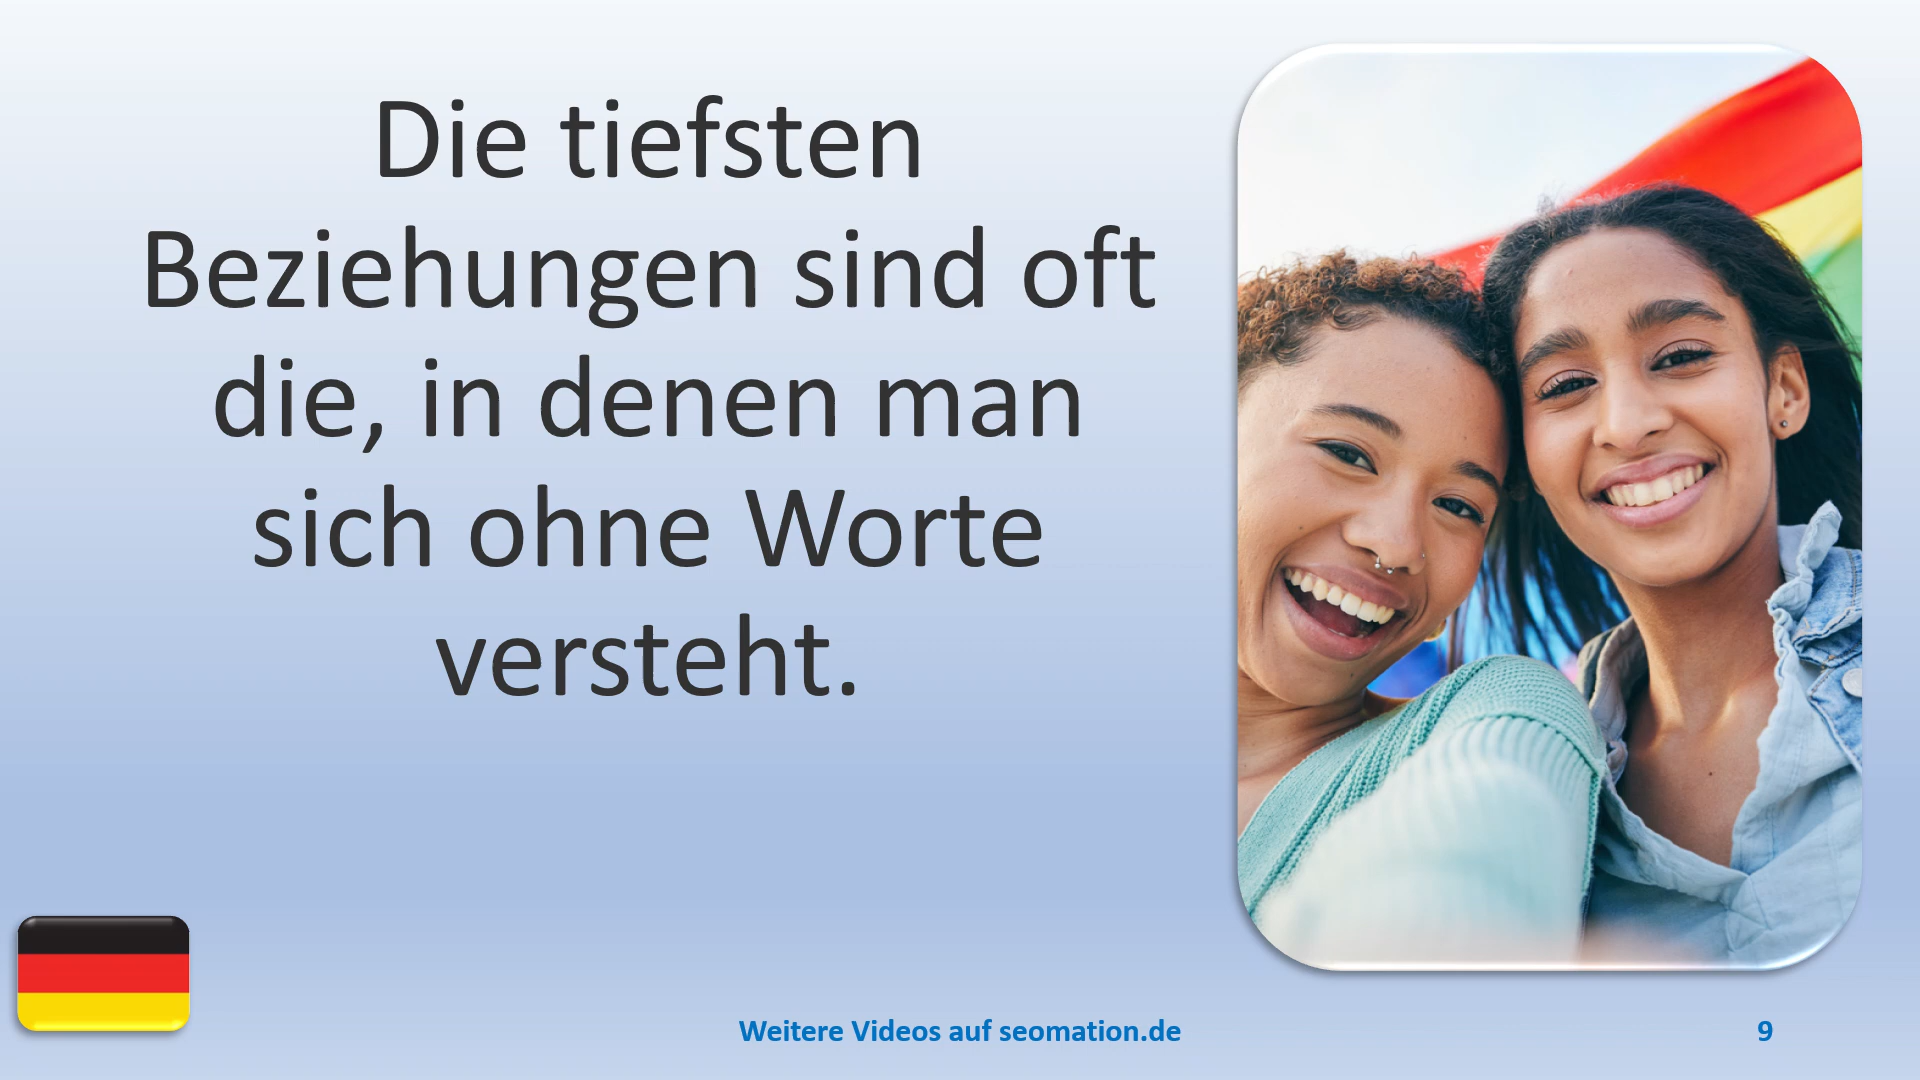 Die tiefsten
Beziehungen sind oft
die, in denen man
sich ohne Worte
versteht.
Weitere Videos auf seomation.de
9